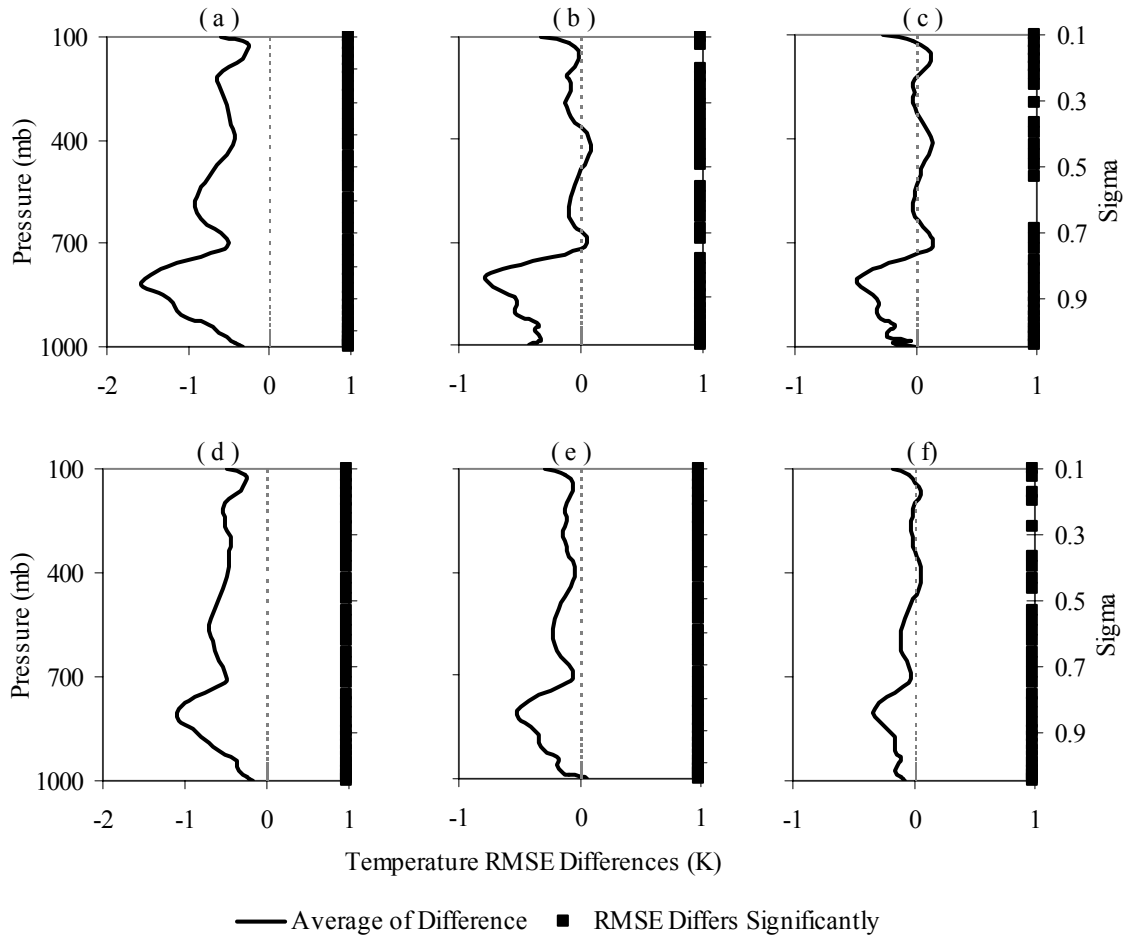 ( a )
( b )
( c )
Pressure (mb)
100
400
700
1000
-2 -1 0 1
-1 0 1
-1 0 1
0.1
0.3
0.5
0.7
0.9
Sigma
( d )
( e )
( f)
Pressure (mb)
100
400
700
1000
-2 -1 0 1
-1 0 1
-1 0 1
0.1
0.3
0.5
0.7
0.9
Sigma
Temperature RMSE Differences (K)
Average of Difference
RMSE Differs Significantly